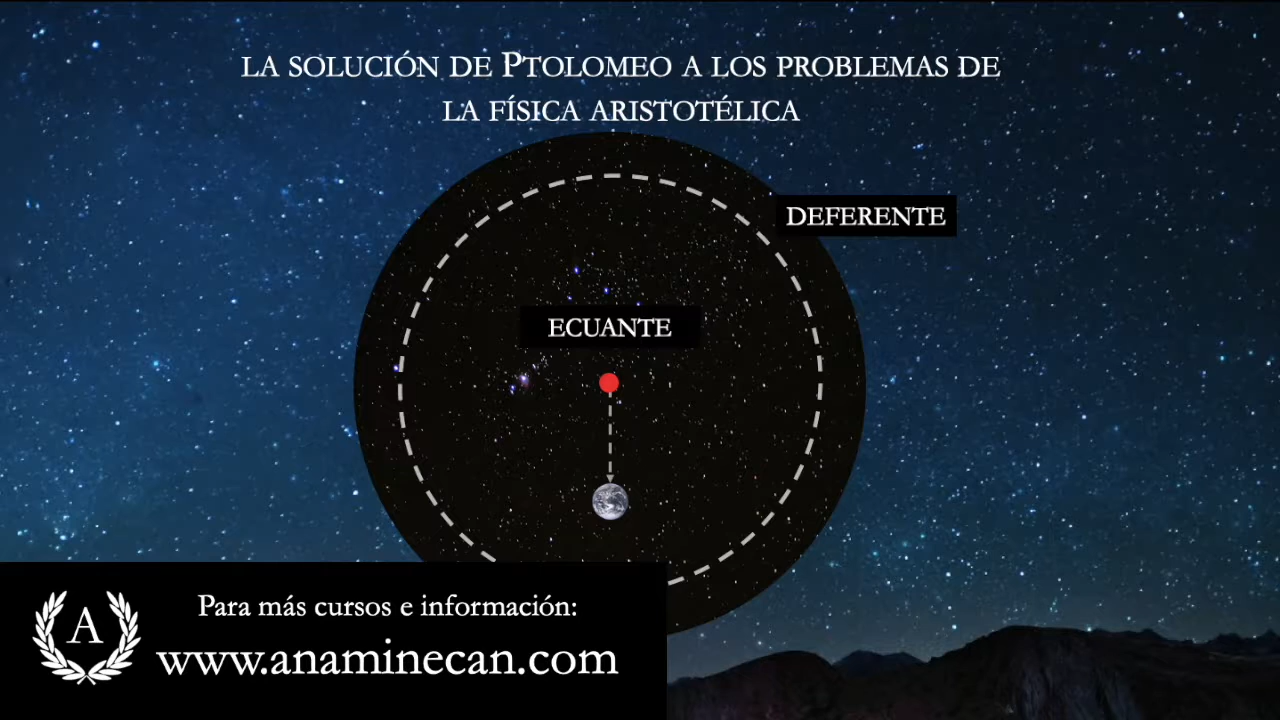 LA SOLUCIÓN DE PTOLOMEO A LOS PROBLEMAS DE
LA FÍSICA ARISTOTÉLICA
DEFERENTE
ECUANTE
A
Para más cursos e información:
www.anaminecan.com